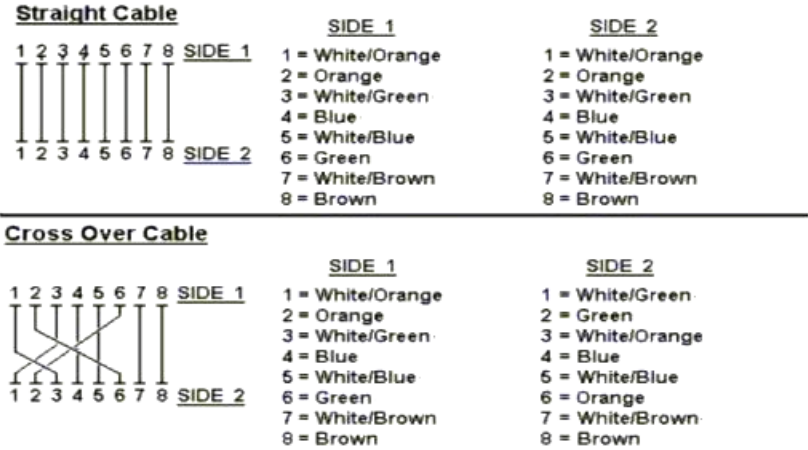 Straight Cable
1 2 3 4 5 6 7 8 SIDE 1
1 2 3 4 5 6 7 8 SIDE 2
SIDE 1
1 = White/Orange
2 = Orange
3 = White/Green
4 = Blue
5 = White/Blue
6 = Green
7 = White/Brown
8 = Brown
SIDE 2
1 = White/Orange
2 = Orange
3 = White/Green
4 = Blue
5 = White/Blue
6 = Green
7 = White/Brown
8 = Brown
Cross Over Cable
1 2 3 4 5 6 7 8 SIDE 1
1 2 3 4 5 6 7 8 SIDE 2
SIDE 1
1 = White/Orange
2 = Orange
3 = White/Green
4 = Blue
5 = White/Blue
6 = Green
7 = White/Brown
8 = Brown
SIDE 2
1 = White/Green
2 = Green
3 = White/Orange
4 = Blue
5 = White/Blue
6 = Orange
7 = White/Brown
8 = Brown